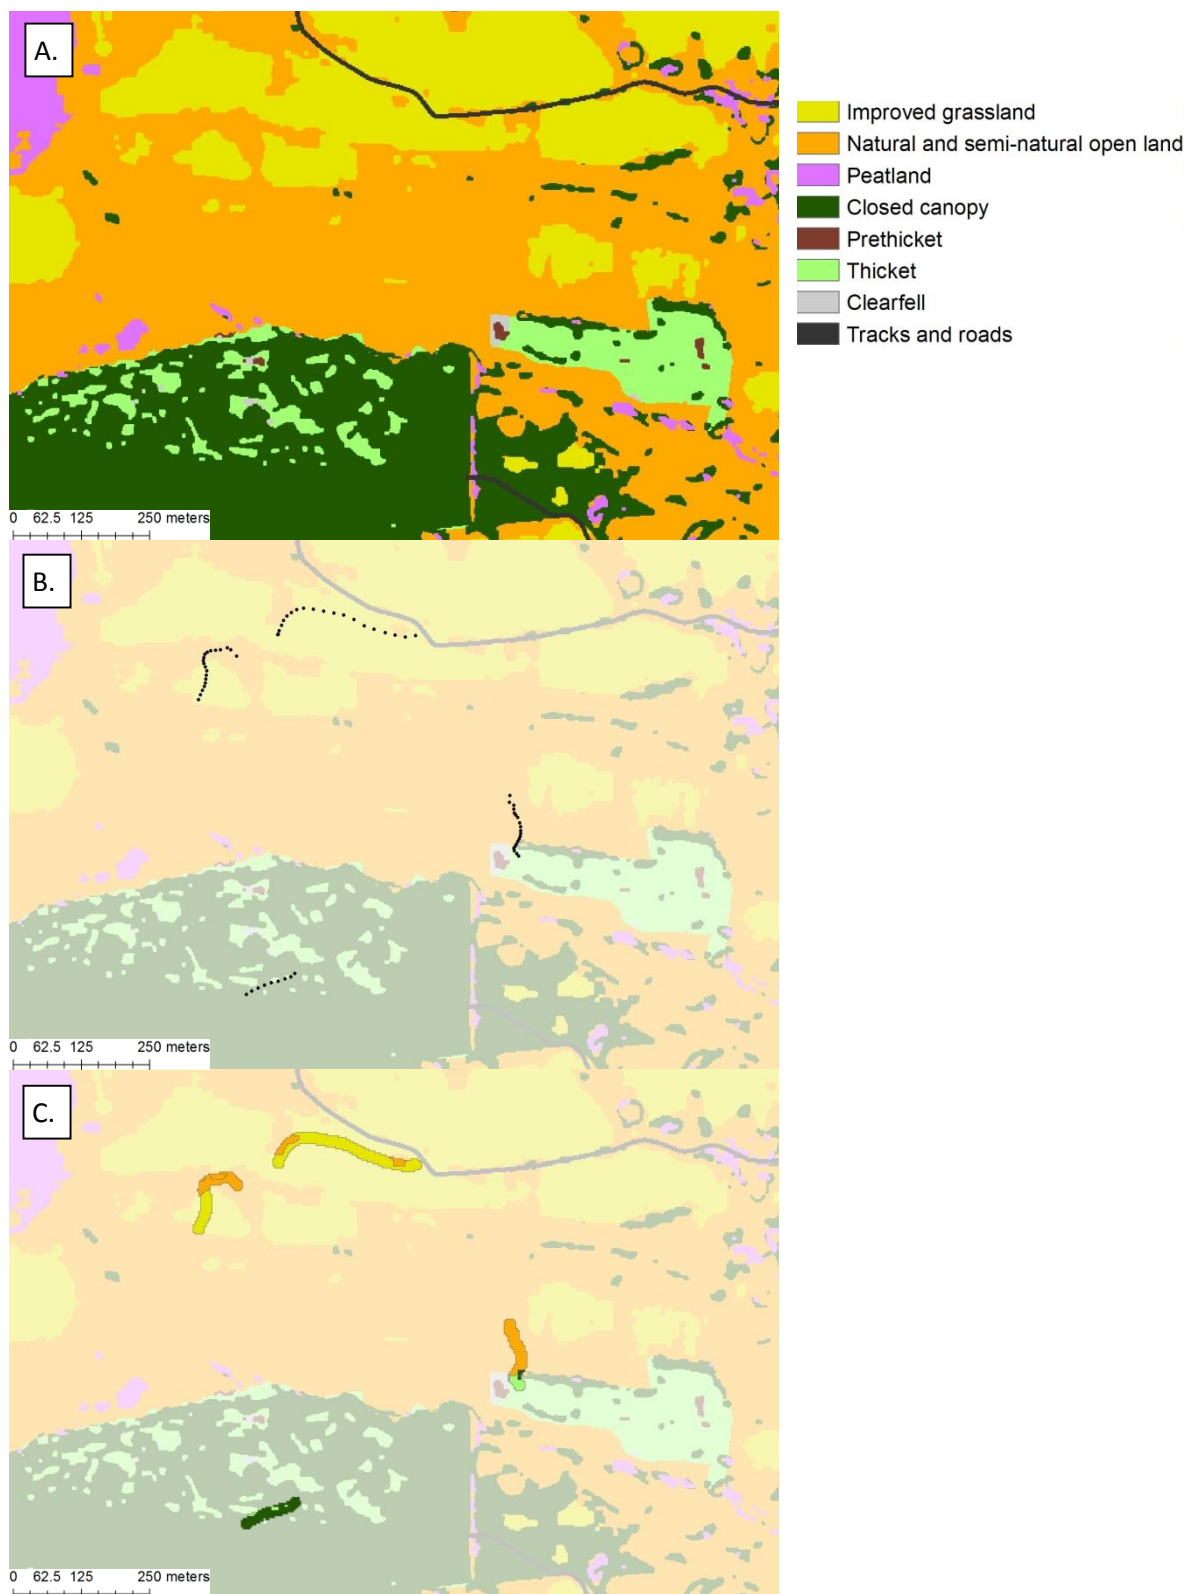 A.
Improved grassland
Natural and semi-natural open land
Peatland
Closed canopy
Prethicket
Thicket
Clearfell
Tracks and roads
0 62.5 125 250 meters
B.
0 62.5 125 250 meters
C.
0 62.5 125 250 meters